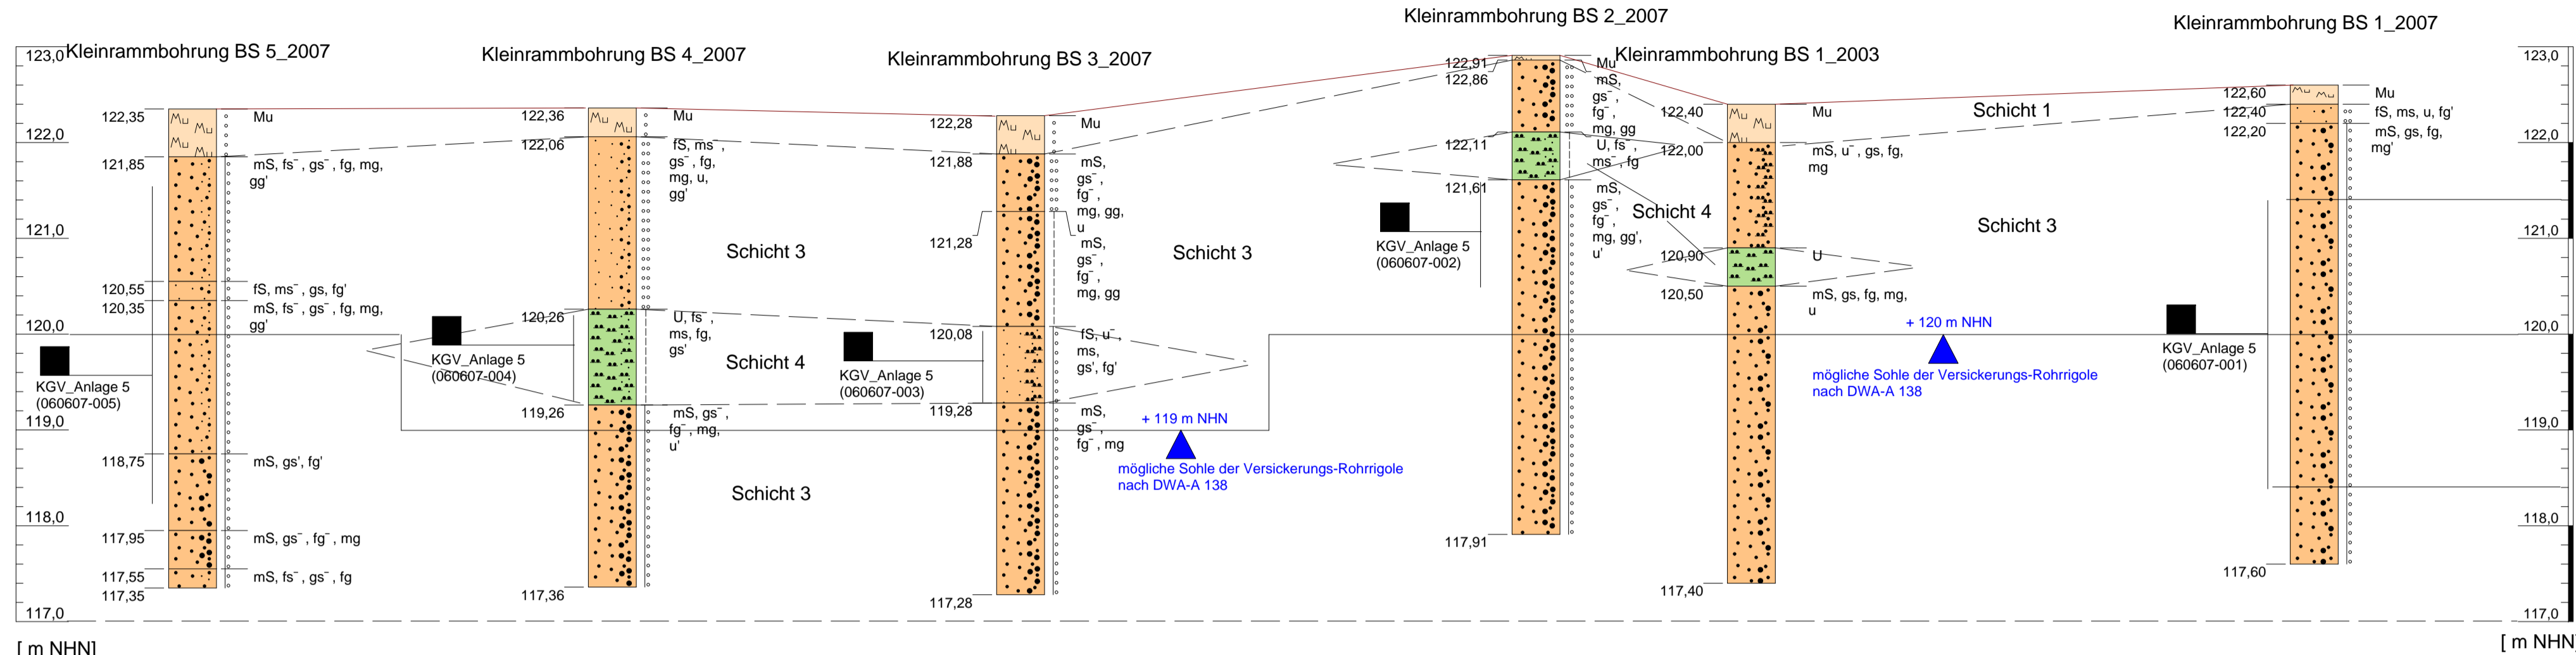 Kleinrammbohrung BS 5_2007
Kleinrammbohrung BS 4_2007
Kleinrammbohrung BS 3_2007
Kleinrammbohrung BS 2_2007
Kleinrammbohrung BS 1_2003
Kleinrammbohrung BS 1_2007
123,0
122,0
121,0
120,0
119,0
118,0
117,0
[ m NHN]
122,35
121,85
120,55
120,35
118,75
117,95
117,55
117,35
Mu
mS, fs¯, gs¯, fg, mg,
gg'
fS, ms¯, gs, fg'
mS, fs¯, gs¯, fg, mg,
gg'
mS, gs', fg'
mS, gs¯, fg¯, mg
mS, fs¯, gs¯, fg
KGV_Anlage 5
(060607-005)
122,36
122,06
120,26
119,26
117,36
Mu
fS, ms¯,
gs¯, fg,
mg, u,
gg'
U, fs¯,
ms, fg,
gs'
mS, gs¯,
fg¯, mg,
u'
KGV_Anlage 5
(060607-004)
Schicht 3
Schicht 4
Schicht 3
122,28
121,88
121,28
120,08
119,28
117,28
Mu
mS,
gs¯,
fg¯,
mg, gg,
u
mS,
gs¯,
fg¯,
mg, gg
fS, u¯,
ms,
gs', fg'
mS,
gs¯,
fg¯, mg
KGV_Anlage 5
(060607-003)
Schicht 3
+ 119 m NHN
mögliche Sohle der Versickerungs-Rohrrigole
nach DWA-A 138
122,91
122,86
122,11
121,61
117,91
Mu
mS,
gs¯,
fg¯,
mg, gg
U, fs¯,
ms¯, fg
mS,
gs¯,
fg¯,
mg, gg',
u'
KGV_Anlage 5
(060607-002)
Schicht 4
122,40
122,00
120,90
120,50
117,40
Mu
mS, u¯, gs, fg,
mg
U
mS, gs, fg, mg,
u
Schicht 1
Schicht 3
+ 120 m NHN
mögliche Sohle der Versickerungs-Rohrrigole
nach DWA-A 138
122,60
122,40
122,20
117,60
Mu
fS, ms, u, fg'
mS, gs, fg,
mg'
KGV_Anlage 5
(060607-001)
123,0
122,0
121,0
120,0
119,0
118,0
117,0
[ m NHN